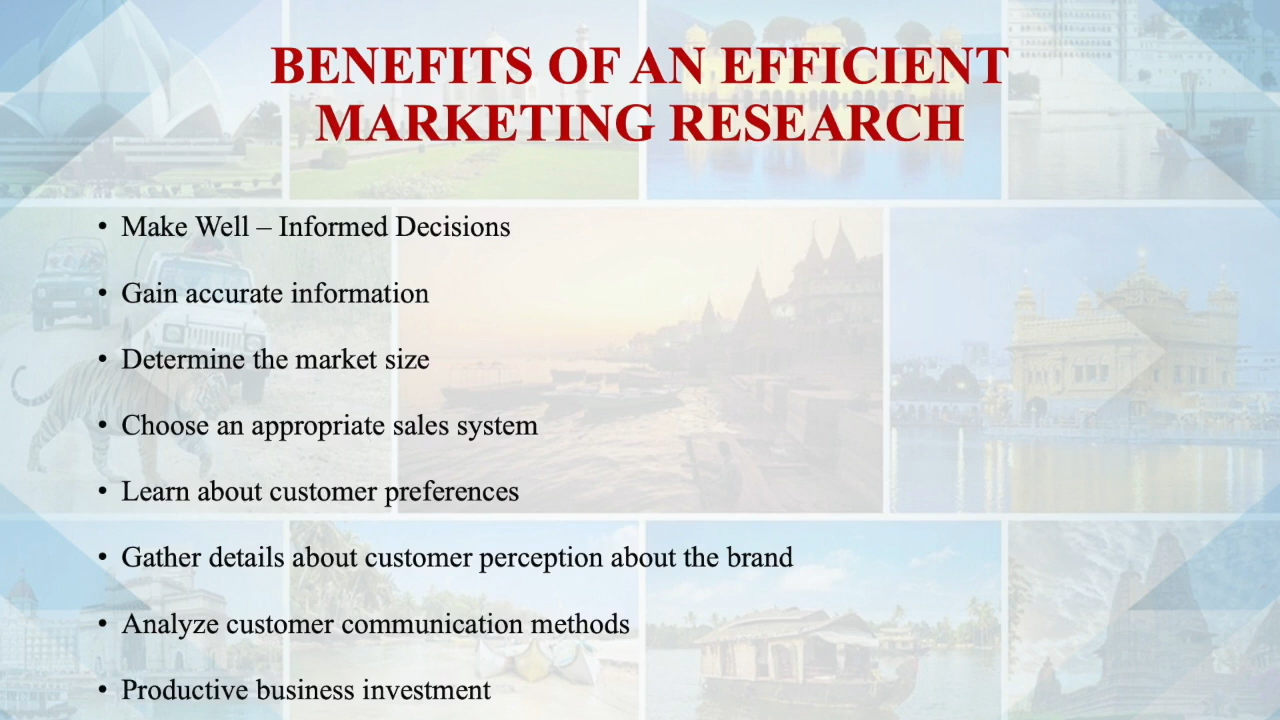 BENEFITS OF AN EFFICIENT
MARKETING RESEARCH
• Make Well – Informed Decisions
• Gain accurate information
• Determine the market size
• Choose an appropriate sales system
• Learn about customer preferences
• Gather details about customer perception about the brand
• Analyze customer communication methods
• Productive business investment